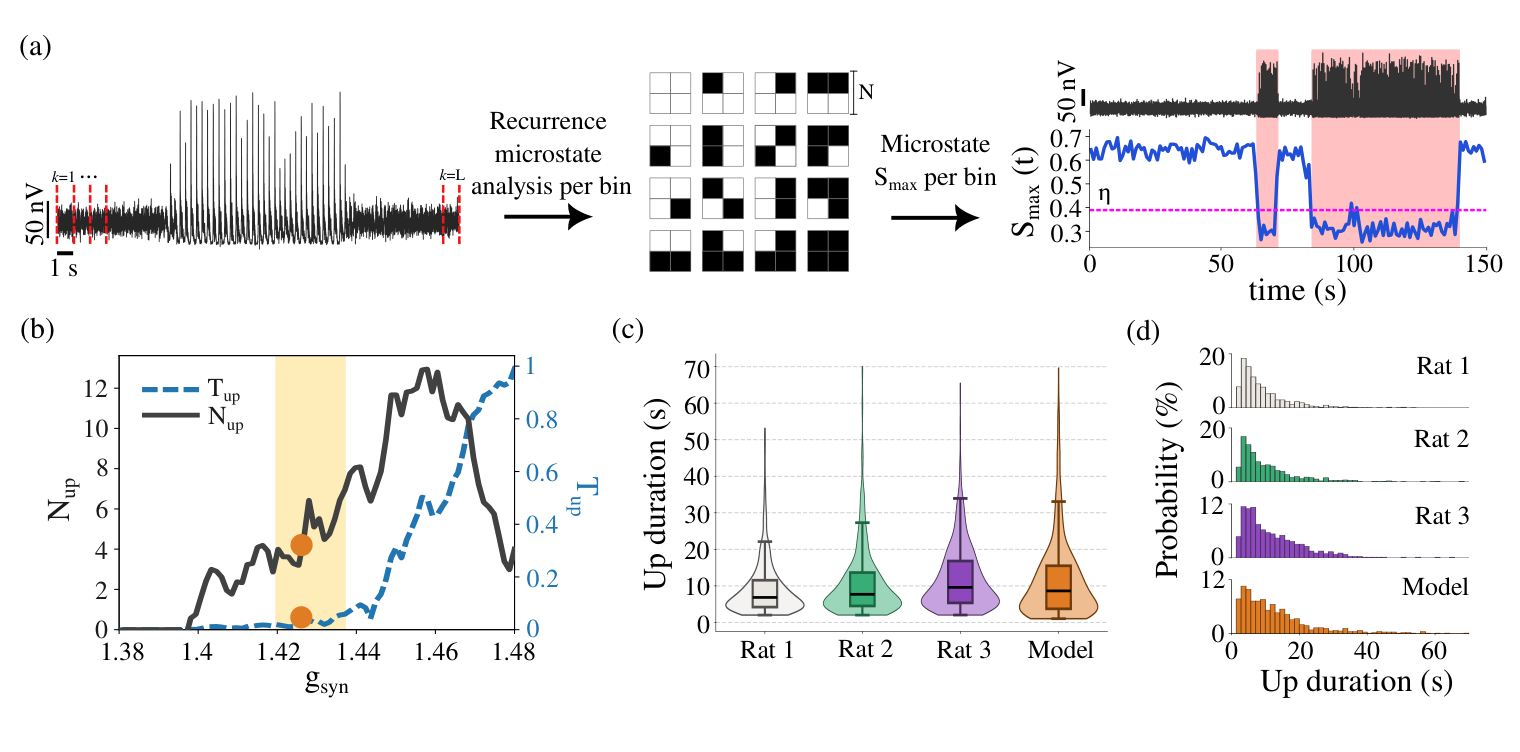 (a)
50 nV
k=1 ...
k=L
1 s
Recurrence
microstate
analysis per bin
N
Microstate
Smax per bin
50 nV
Smax (t)
0.7
0.6
0.5
0.4
0.3
η
0
50
100
150
time (s)
(b)
Nup
12
10
8
6
4
2
0
Tup
Nup
1
0.8
0.6
0.4
0.2
0
Tup
1.38
1.4
1.42
1.44
1.46
1.48
gsyn
(c)
Up duration (s)
70
60
50
40
30
20
10
0
Rat 1
Rat 2
Rat 3
Model
(d)
Probability (%)
20
0
Rat 1
20
0
Rat 2
12
0
Rat 3
12
0
Model
0
20
40
60
Up duration (s)